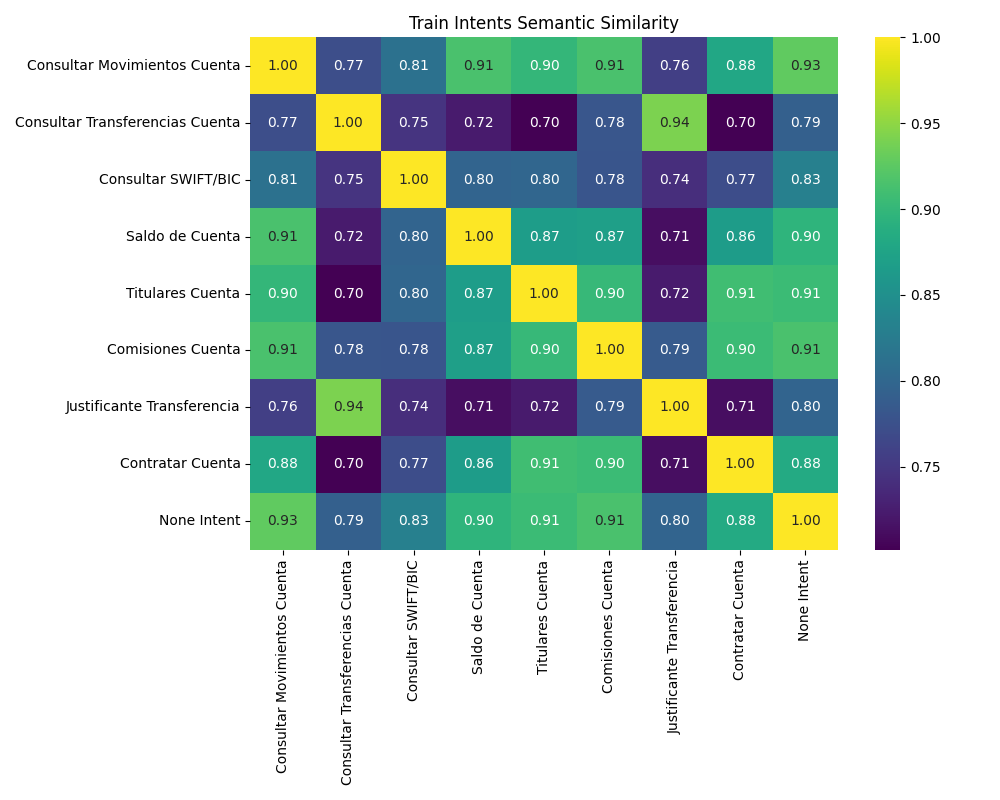 Train Intents Semantic Similarity
Consultar Movimientos Cuenta 1.00 0.77 0.81 0.91 0.90 0.91 0.76 0.88 0.93
Consultar Transferencias Cuenta 0.77 1.00 0.75 0.72 0.70 0.78 0.94 0.70 0.79
Consultar SWIFT/BIC 0.81 0.75 1.00 0.80 0.80 0.78 0.74 0.77 0.83
Saldo de Cuenta 0.91 0.72 0.80 1.00 0.87 0.87 0.71 0.86 0.90
Titulares Cuenta 0.90 0.70 0.80 0.87 1.00 0.90 0.72 0.91 0.91
Comisiones Cuenta 0.91 0.78 0.78 0.87 0.90 1.00 0.79 0.90 0.91
Justificante Transferencia 0.76 0.94 0.74 0.71 0.72 0.79 1.00 0.71 0.80
Contratar Cuenta 0.88 0.70 0.77 0.86 0.91 0.90 0.71 1.00 0.88
None Intent 0.93 0.79 0.83 0.90 0.91 0.91 0.80 0.88 1.00
Consultar Movimientos Cuenta
Consultar Transferencias Cuenta
Consultar SWIFT/BIC
Saldo de Cuenta
Titulares Cuenta
Comisiones Cuenta
Justificante Transferencia
Contratar Cuenta
None Intent
1.00
0.95
0.90
0.85
0.80
0.75